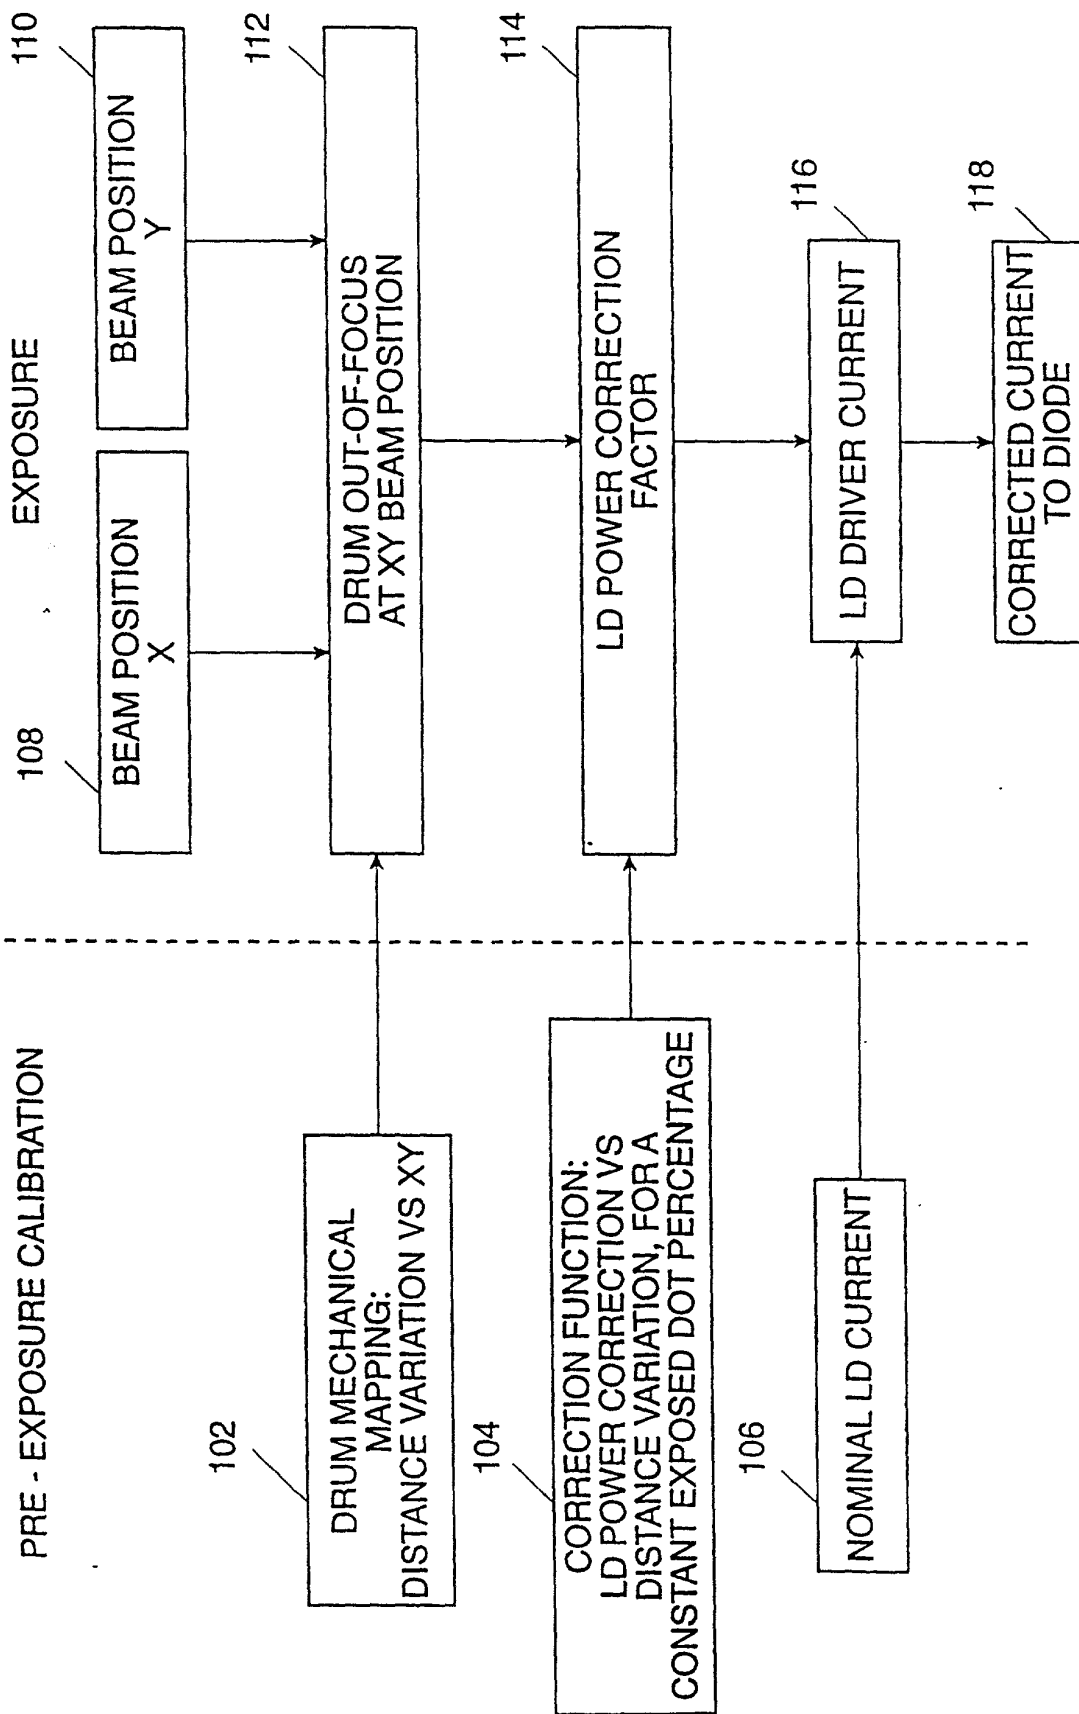 PRE - EXPOSURE CALIBRATION
102
DRUM MECHANICAL
MAPPING:
DISTANCE VARIATION VS XY
104
CORRECTION FUNCTION:
LD POWER CORRECTION VS
DISTANCE VARIATION, FOR A
CONSTANT EXPOSED DOT PERCENTAGE
106
NOMINAL LD CURRENT
EXPOSURE
108
BEAM POSITION
X
110
BEAM POSITION
Y
112
DRUM OUT-OF-FOCUS
AT XY BEAM POSITION
114
LD POWER CORRECTION
FACTOR
116
LD DRIVER CURRENT
118
CORRECTED CURRENT
TO DIODE